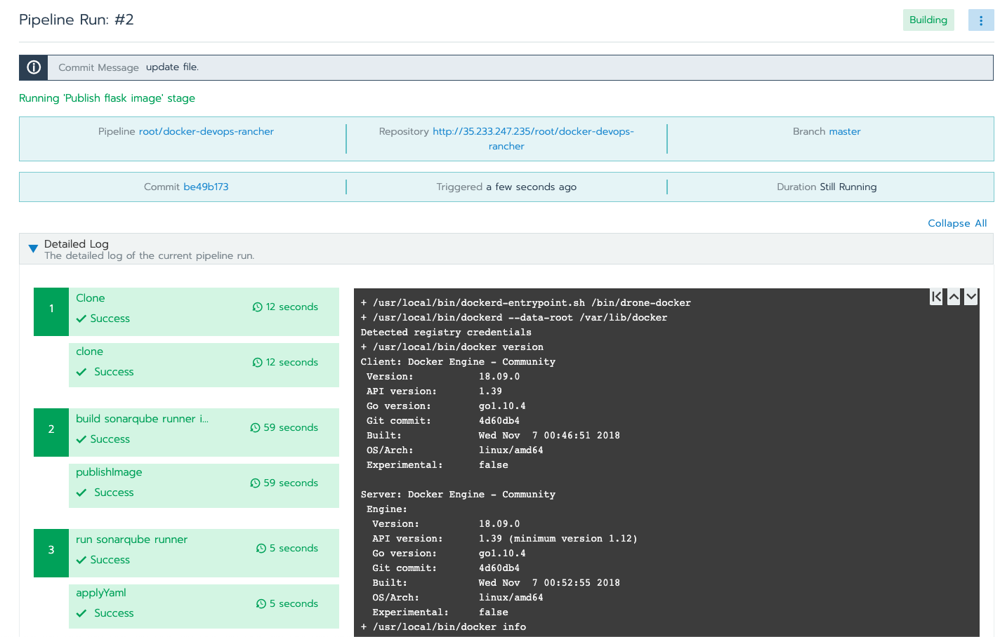 Pipeline Run: #2
Building
Commit Message update file.
Running 'Publish flask image' stage
Pipeline root/docker-devops-rancher
Repository http://35.233.247.235/root/docker-devops-
rancher
Branch master
Commit be49b173
Triggered a few seconds ago
Duration Still Running
Collapse All
Detailed Log
The detailed log of the current pipeline run.
1
Clone
12 seconds
Success
clone
12 seconds
Success
2
build sonarqube runner i...
59 seconds
Success
publishImage
59 seconds
Success
3
run sonarqube runner
5 seconds
Success
applyYaml
5 seconds
Success
+ /usr/local/bin/dockerd-entrypoint.sh /bin/drone-docker
+ /usr/local/bin/dockerd --data-root /var/lib/docker
Detected registry credentials
+ /usr/local/bin/docker version
Client: Docker Engine - Community
Version: 18.09.0
API version: 1.39
Go version: go1.10.4
Git commit: 4d60db4
Built: Wed Nov 7 00:46:51 2018
OS/Arch: linux/amd64
Experimental: false
Server: Docker Engine - Community
Engine:
Version: 18.09.0
API version: 1.39 (minimum version 1.12)
Go version: go1.10.4
Git commit: 4d60db4
Built: Wed Nov 7 00:52:55 2018
OS/Arch: linux/amd64
Experimental: false
+ /usr/local/bin/docker info